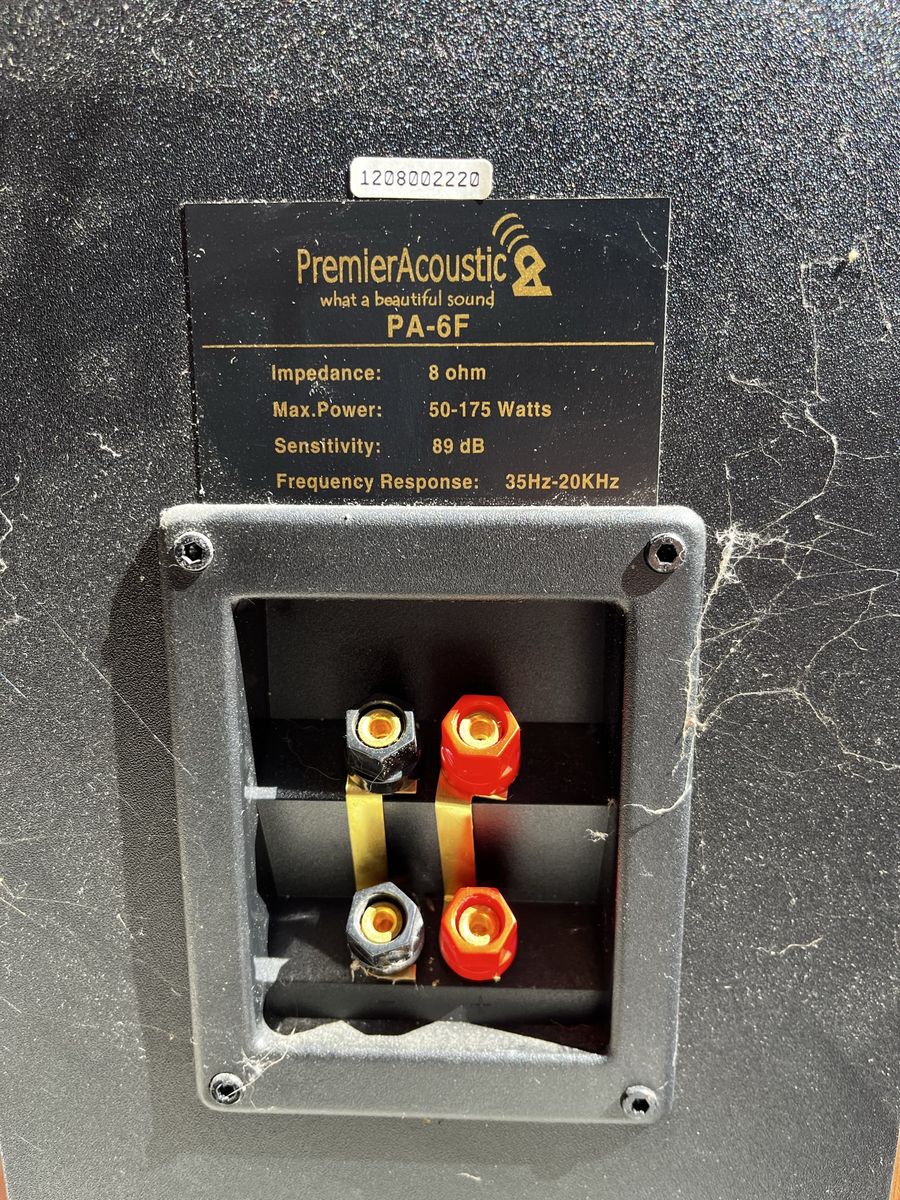 1208002220
PremierAcoustic
what a beautiful sound
PA-6F
Impedance: 8 ohm
Max.Power: 50-175 Watts
Sensitivity: 89 dB
Frequency Response: 35Hz-20KHz
- +